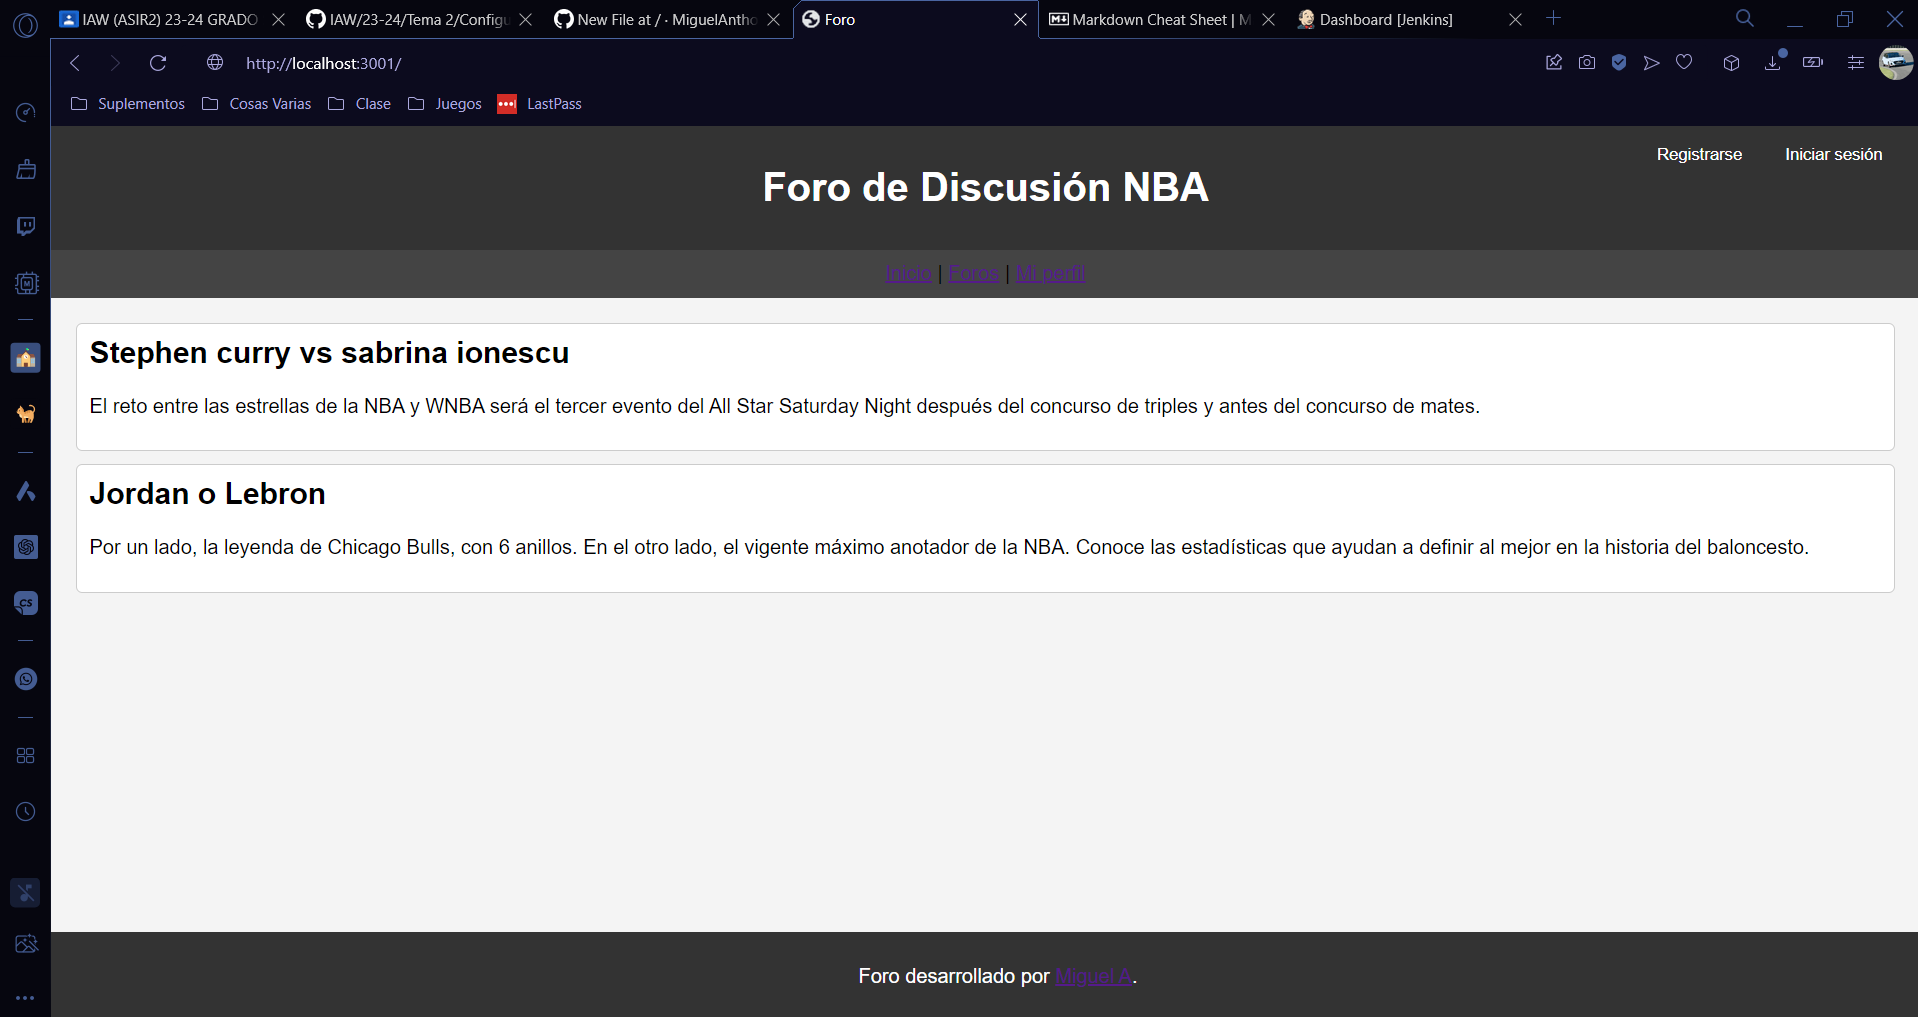 IAW (ASIR2) 23-24 GRADO
IAW/23-24/Tema 2/Configu
New File at / · MiguelAntho
Foro
Markdown Cheat Sheet | M
Dashboard [Jenkins]
http://localhost:3001/
Suplementos
Cosas Varias
Clase
Juegos
LastPass
Registrarse
Iniciar sesión
Foro de Discusión NBA
Inicio | Foros | Mi perfil
Stephen curry vs sabrina ionescu
El reto entre las estrellas de la NBA y WNBA será el tercer evento del All Star Saturday Night después del concurso de triples y antes del concurso de mates.
Jordan o Lebron
Por un lado, la leyenda de Chicago Bulls, con 6 anillos. En el otro lado, el vigente máximo anotador de la NBA. Conoce las estadísticas que ayudan a definir al mejor en la historia del baloncesto.
CS
Foro desarrollado por Miguel A.